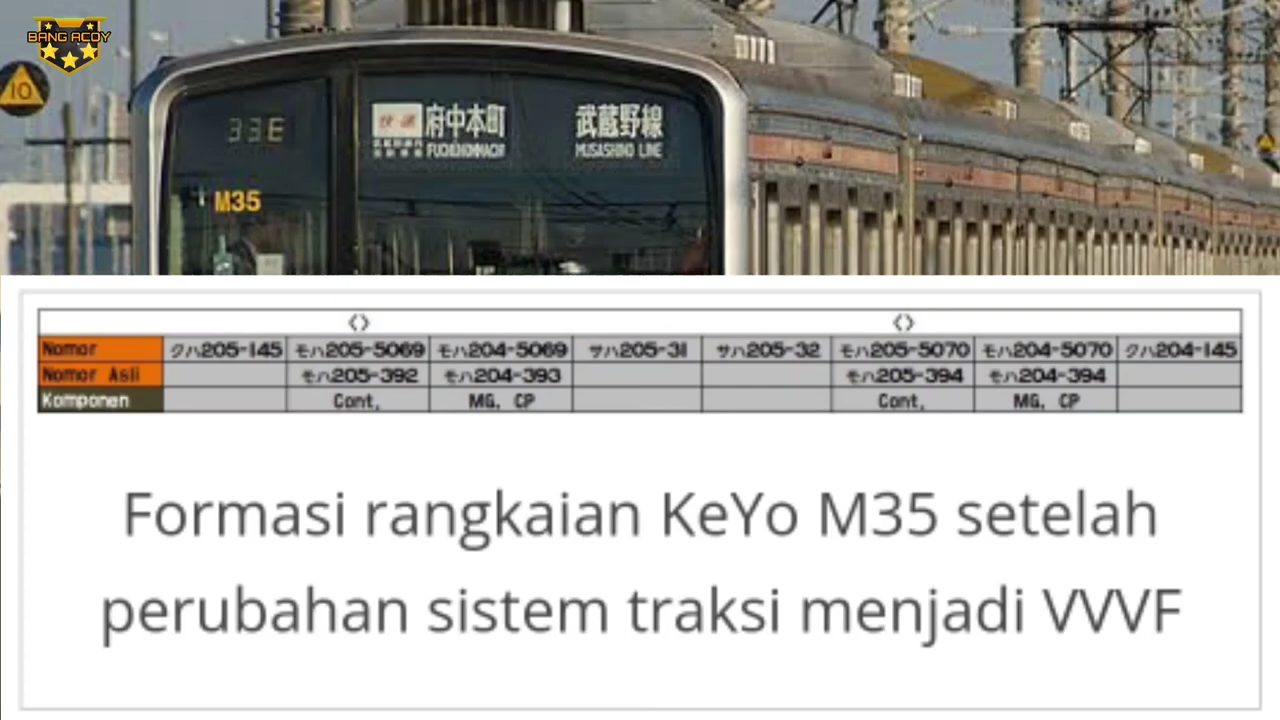 BANG ACOY
10
33E
快速
府中本町
FUCHŪHOMMACHI
武蔵野線
MUSASHINO LINE
M35
Nomor クハ205-145 モハ205-5069 モハ204-5069 サハ205-31 サハ205-32 モハ205-5070 モハ204-5070 クハ204-145
Nomor Asli モハ205-392 モハ204-393 モハ205-394 モハ204-394
Komponen Cont, MG, CP Cont, MG, CP
Formasi rangkaian KeYo M35 setelah
perubahan sistem traksi menjadi VVVF